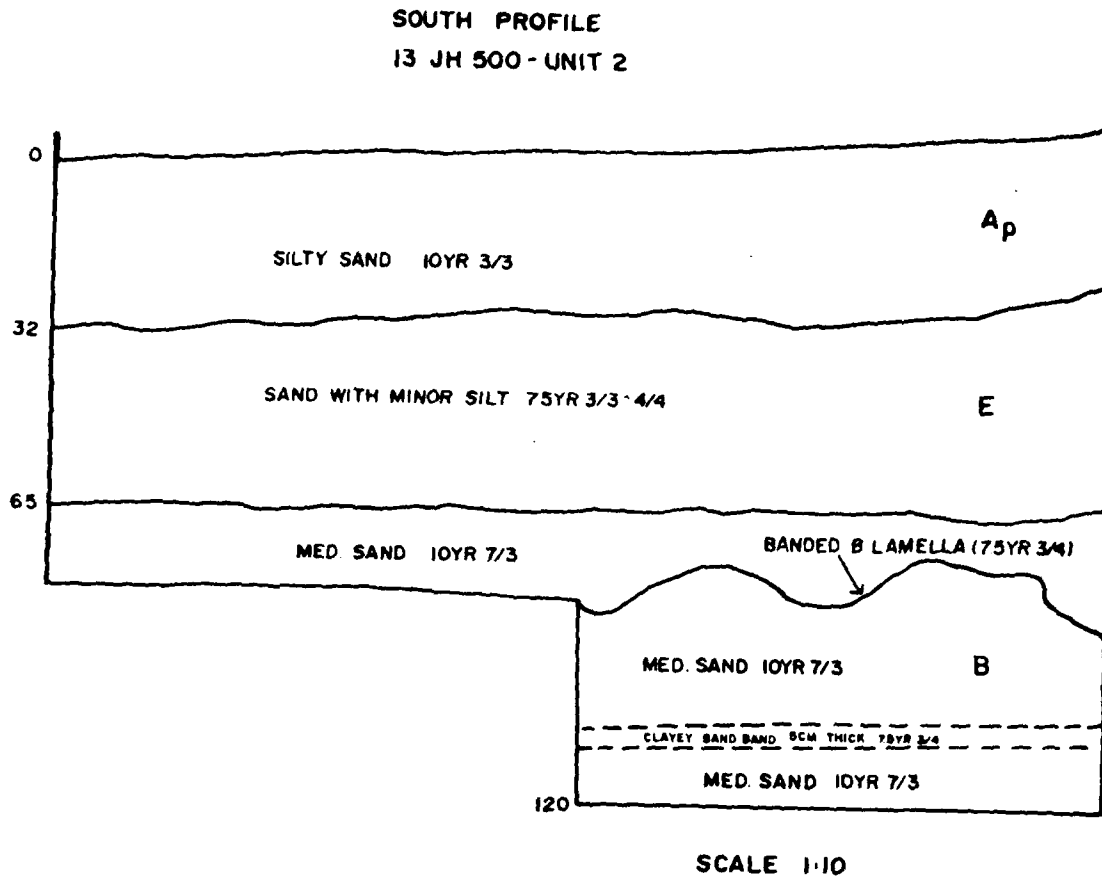 SOUTH PROFILE
13 JH 500 - UNIT 2
0
Ap
SILTY SAND 10YR 3/3
32
SAND WITH MINOR SILT 75YR 3/3-4/4
E
65
MED. SAND 10YR 7/3
BANDED B LAMELLA (75YR 3/4)
MED. SAND 10YR 7/3
B
CLAYEY SAND BAND 5CM THICK 7.5YR 3/4
MED. SAND 10YR 7/3
120
SCALE 1:10